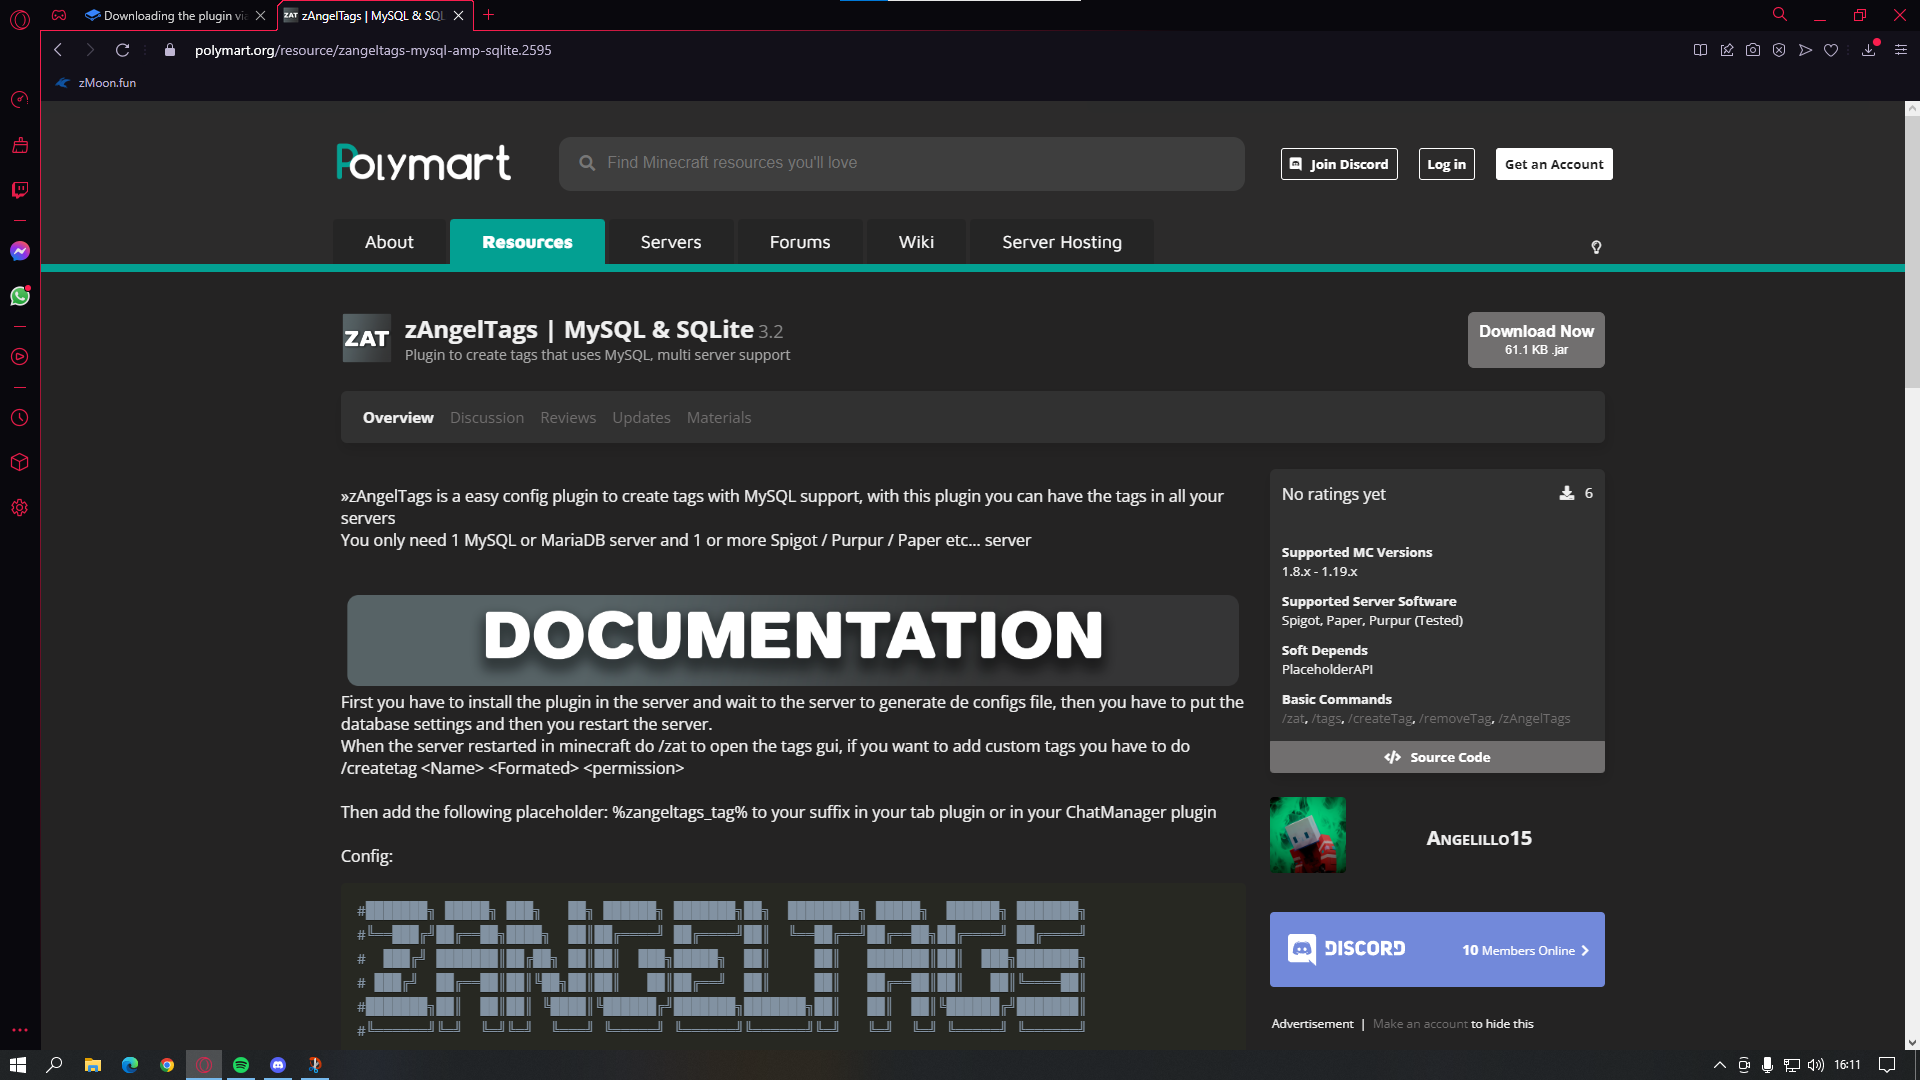 Downloading the plugin via
ZAT zAngelTags | MySQL & SQL
polymart.org/resource/zangeltags-mysql-amp-sqlite.2595
zMoon.fun
Polymart
Find Minecraft resources you'll love
Join Discord
Log in
Get an Account
About
Resources
Servers
Forums
Wiki
Server Hosting
ZAT
zAngelTags | MySQL & SQLite 3.2
Plugin to create tags that uses MySQL, multi server support
Download Now
61.1 KB .jar
Overview Discussion Reviews Updates Materials
»zAngelTags is a easy config plugin to create tags with MySQL support, with this plugin you can have the tags in all your
servers
You only need 1 MySQL or MariaDB server and 1 or more Spigot / Purpur / Paper etc... server
DOCUMENTATION
First you have to install the plugin in the server and wait to the server to generate de configs file, then you have to put the
database settings and then you restart the server.
When the server restarted in minecraft do /zat to open the tags gui, if you want to add custom tags you have to do
/createtag <Name> <Formated> <permission>
Then add the following placeholder: %zangeltags_tag% to your suffix in your tab plugin or in your ChatManager plugin
Config:
ZANGELTAGS
No ratings yet
6
Supported MC Versions
1.8.x - 1.19.x
Supported Server Software
Spigot, Paper, Purpur (Tested)
Soft Depends
PlaceholderAPI
Basic Commands
/zat, /tags, /createTag, /removeTag, /zAngelTags
</> Source Code
Angelillo15
DISCORD
10 Members Online
Advertisement | Make an account to hide this
16:11